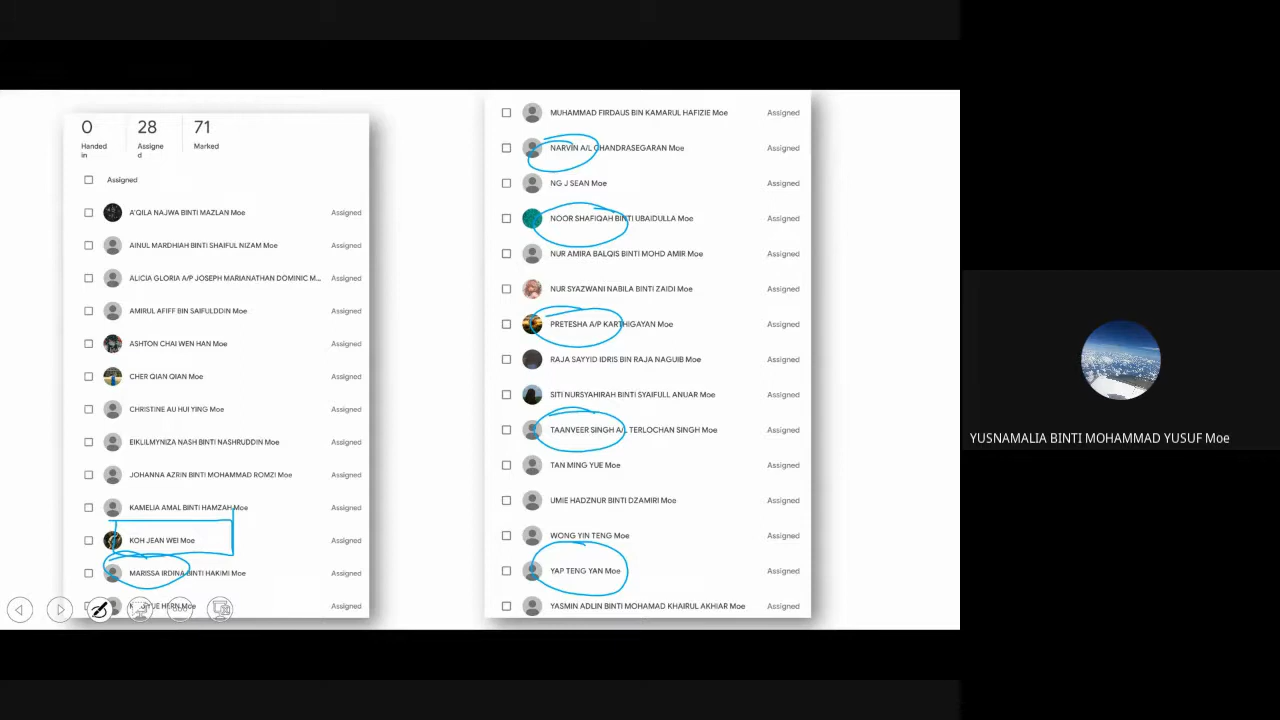 0
28
71
Handed
in
Assigne
d
Marked
Assigned
A'QILA NAJWA BINTI MAZLAN Moe Assigned
AINUL MARDHIAH BINTI SHAIFUL NIZAM Moe Assigned
ALICIA GLORIA A/P JOSEPH MARIANATHAN DOMINIC M... Assigned
AMIRUL AFIFF BIN SAIFULDDIN Moe Assigned
ASHTON CHAI WEN HAN Moe Assigned
CHER QIAN QIAN Moe Assigned
CHRISTINE AU HUI YING Moe Assigned
EIKLILMYNIZA NASH BINTI NASHRUDDIN Moe Assigned
JOHANNA AZRIN BINTI MOHAMMAD ROMZI Moe Assigned
KAMELIA AMAL BINTI HAMZAH Moe Assigned
KOH JEAN WEI Moe Assigned
MARISSA IRDINA BINTI HAKIMI Moe Assigned
YUE HERN Moe Assigned
MUHAMMAD FIRDAUS BIN KAMARUL HAFIZIE Moe Assigned
NARVIN A/L CHANDRASEGARAN Moe Assigned
NG J SEAN Moe Assigned
NOOR SHAFIQAH BINTI UBAIDULLA Moe Assigned
NUR AMIRA BALQIS BINTI MOHD AMIR Moe Assigned
NUR SYAZWANI NABILA BINTI ZAIDI Moe Assigned
PRETESHA A/P KARTHIGAYAN Moe Assigned
RAJA SAYYID IDRIS BIN RAJA NAGUIB Moe Assigned
SITI NURSYAHIRAH BINTI SYAIFULL ANUAR Moe Assigned
TAANVEER SINGH A/L TERLOCHAN SINGH Moe Assigned
TAN MING YUE Moe Assigned
UMIE HADZNUR BINTI DZAMIRI Moe Assigned
WONG YIN TENG Moe Assigned
YAP TENG YAN Moe Assigned
YASMIN ADLIN BINTI MOHAMAD KHAIRUL AKHIAR Moe Assigned
YUSNAMALIA BINTI MOHAMMAD YUSUF Moe